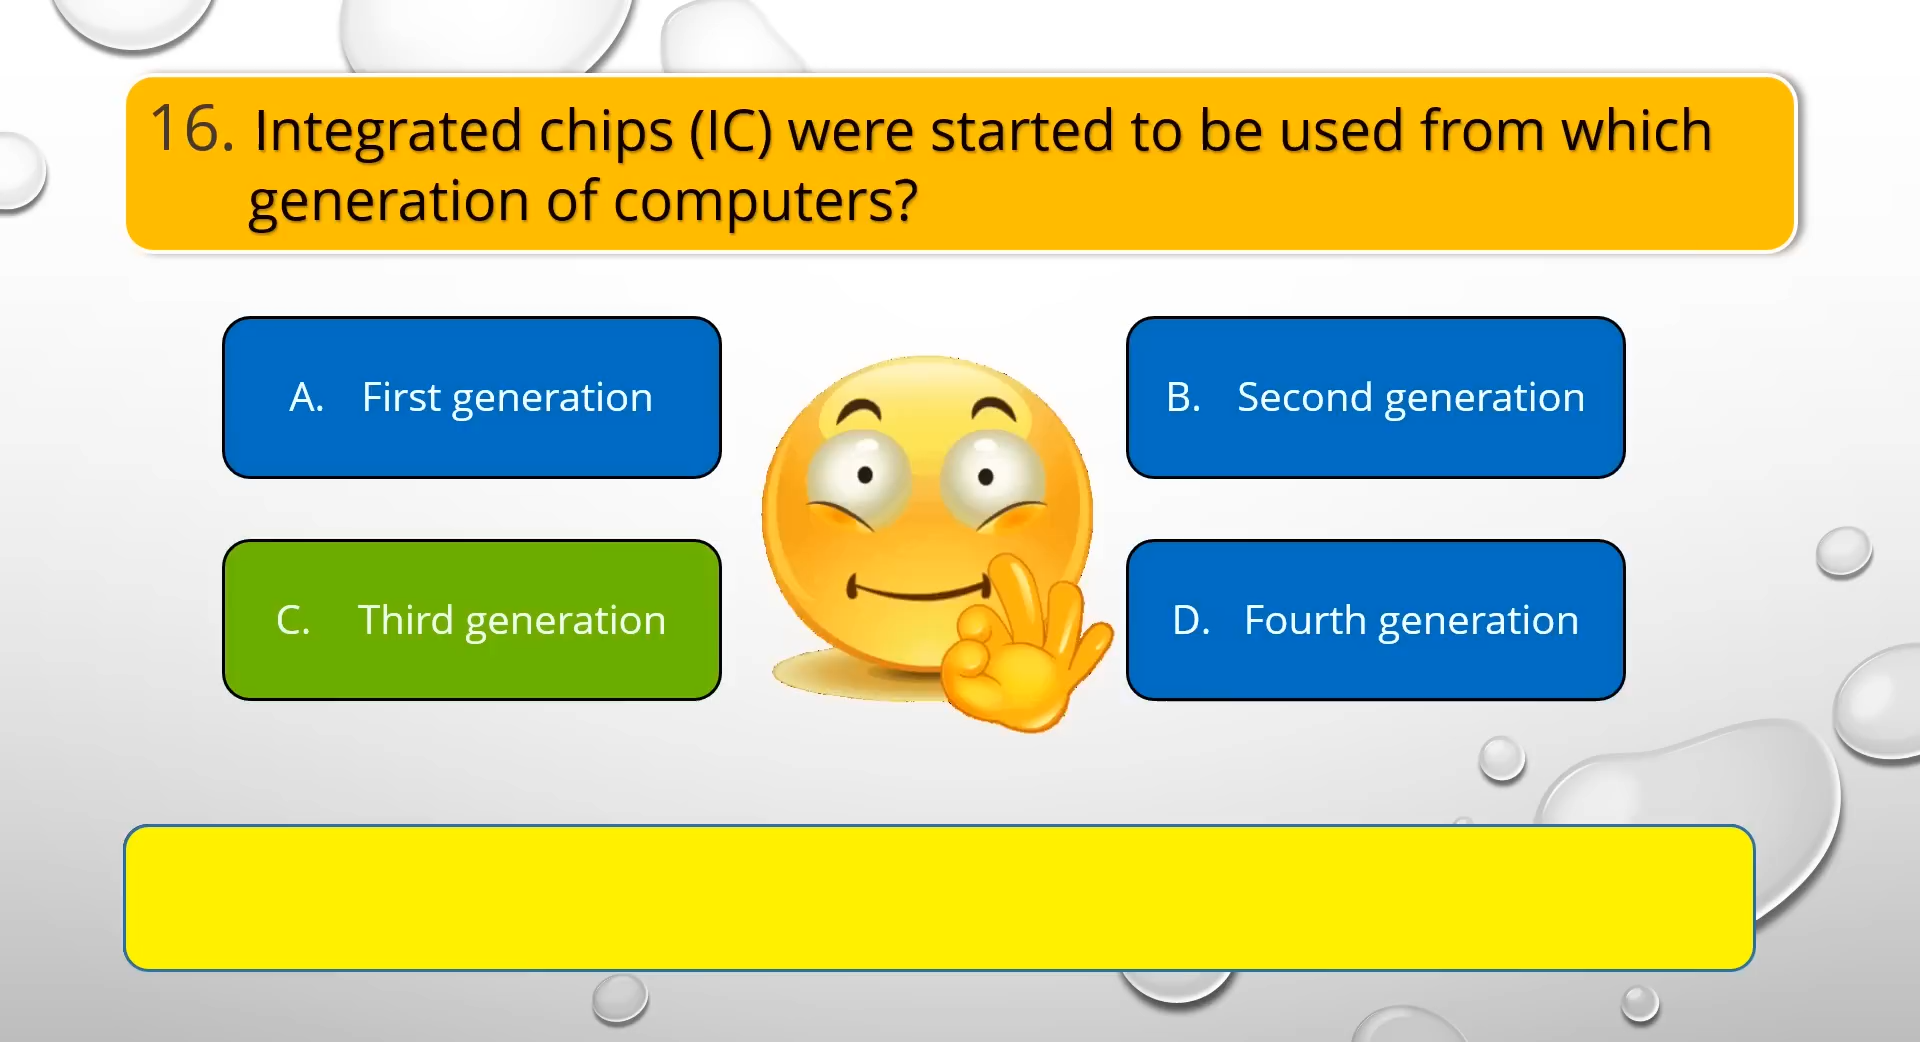 16. Integrated chips (IC) were started to be used from which
generation of computers?
A. First generation
B. Second generation
C. Third generation
D. Fourth generation